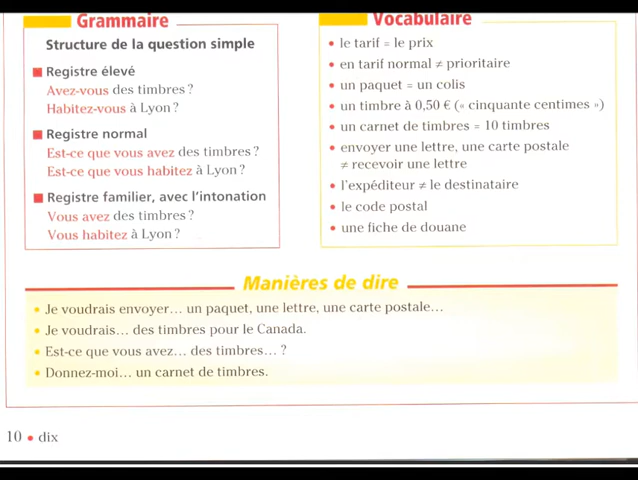 Grammaire
Structure de la question simple
Registre élevé
Avez-vous des timbres ?
Habitez-vous à Lyon ?
Registre normal
Est-ce que vous avez des timbres ?
Est-ce que vous habitez à Lyon ?
Registre familier, avec l'intonation
Vous avez des timbres ?
Vous habitez à Lyon ?
Vocabulaire
• le tarif = le prix
• en tarif normal ≠ prioritaire
• un paquet = un colis
• un timbre à 0,50 € (« cinquante centimes »)
• un carnet de timbres = 10 timbres
• envoyer une lettre, une carte postale
≠ recevoir une lettre
• l'expéditeur ≠ le destinataire
• le code postal
• une fiche de douane
Manières de dire
• Je voudrais envoyer... un paquet, une lettre, une carte postale...
• Je voudrais... des timbres pour le Canada.
• Est-ce que vous avez... des timbres... ?
• Donnez-moi... un carnet de timbres.
10 • dix